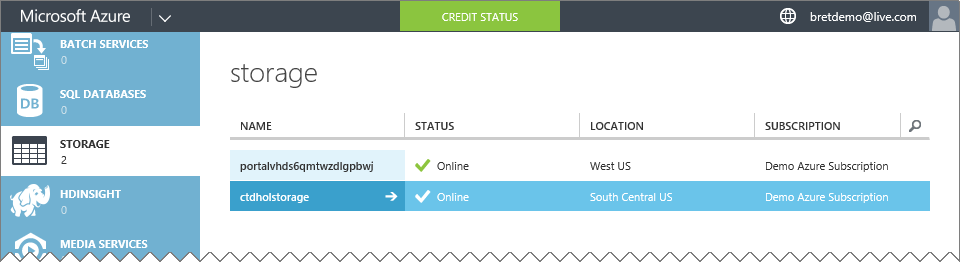 Microsoft Azure CREDIT STATUS bretdemo@live.com
BATCH SERVICES
0
SQL DATABASES
0
DB
STORAGE
2
HDINSIGHT
0
MEDIA SERVICES
storage
NAME STATUS LOCATION SUBSCRIPTION
portalvhds6qmtwzdlgpbwj Online West US Demo Azure Subscription
ctdholstorage Online South Central US Demo Azure Subscription